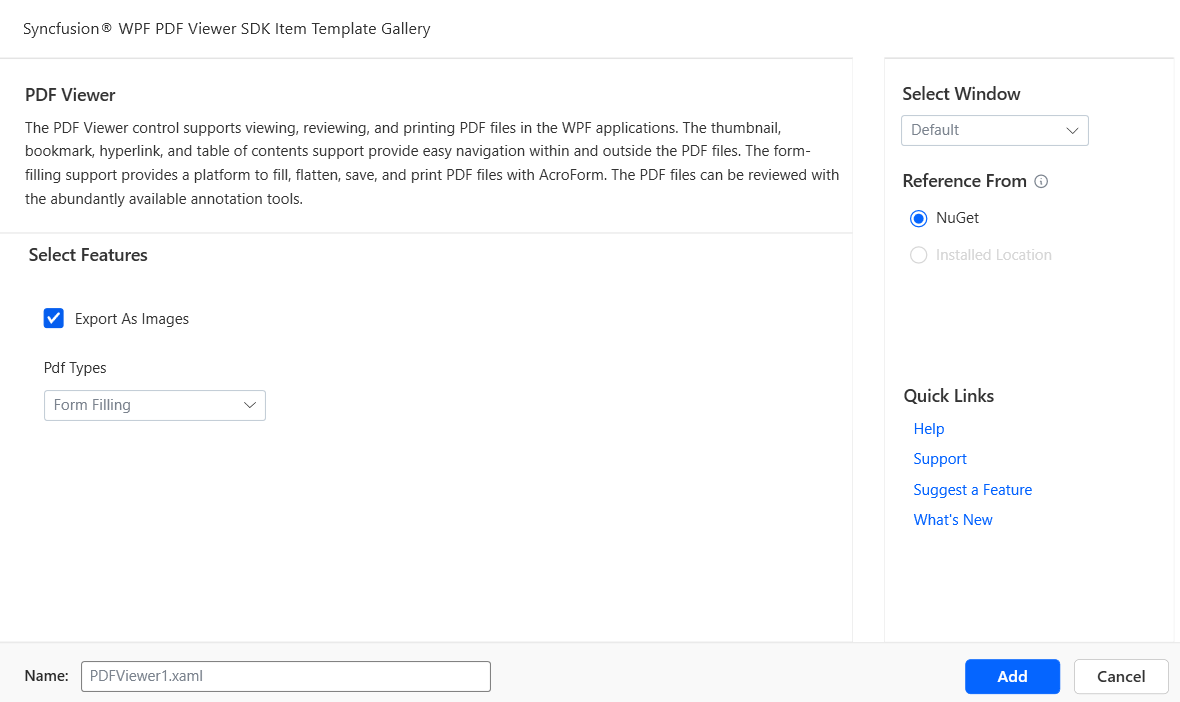 Syncfusion® WPF PDF Viewer SDK Item Template Gallery
PDF Viewer
The PDF Viewer control supports viewing, reviewing, and printing PDF files in the WPF applications. The thumbnail,
bookmark, hyperlink, and table of contents support provide easy navigation within and outside the PDF files. The form-
filling support provides a platform to fill, flatten, save, and print PDF files with AcroForm. The PDF files can be reviewed with
the abundantly available annotation tools.
Select Features
Export As Images
Pdf Types
Form Filling
Select Window
Default
Reference From
NuGet
Installed Location
Quick Links
Help
Support
Suggest a Feature
What's New
Name: PDFViewer1.xaml
Add Cancel